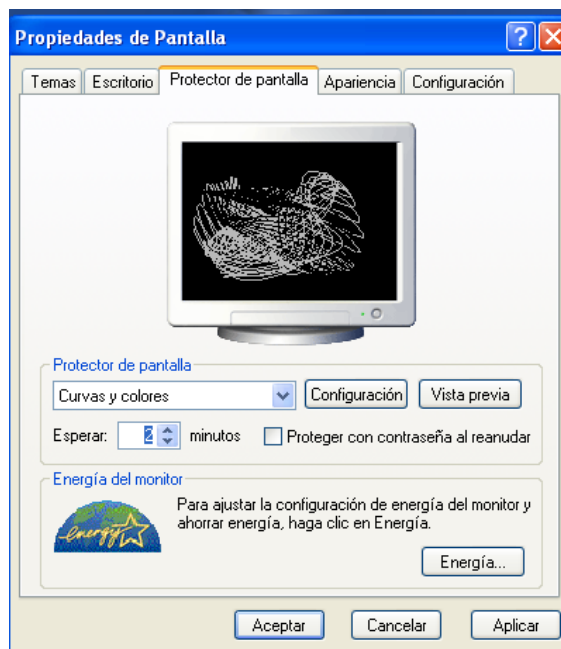 Propiedades de Pantalla
Temas Escritorio Protector de pantalla Apariencia Configuración
Protector de pantalla
Curvas y colores Configuración Vista previa
Esperar: 2 minutos Proteger con contraseña al reanudar
Energía del monitor
Para ajustar la configuración de energía del monitor y
ahorrar energía, haga clic en Energía.
energy
Energía...
Aceptar Cancelar Aplicar